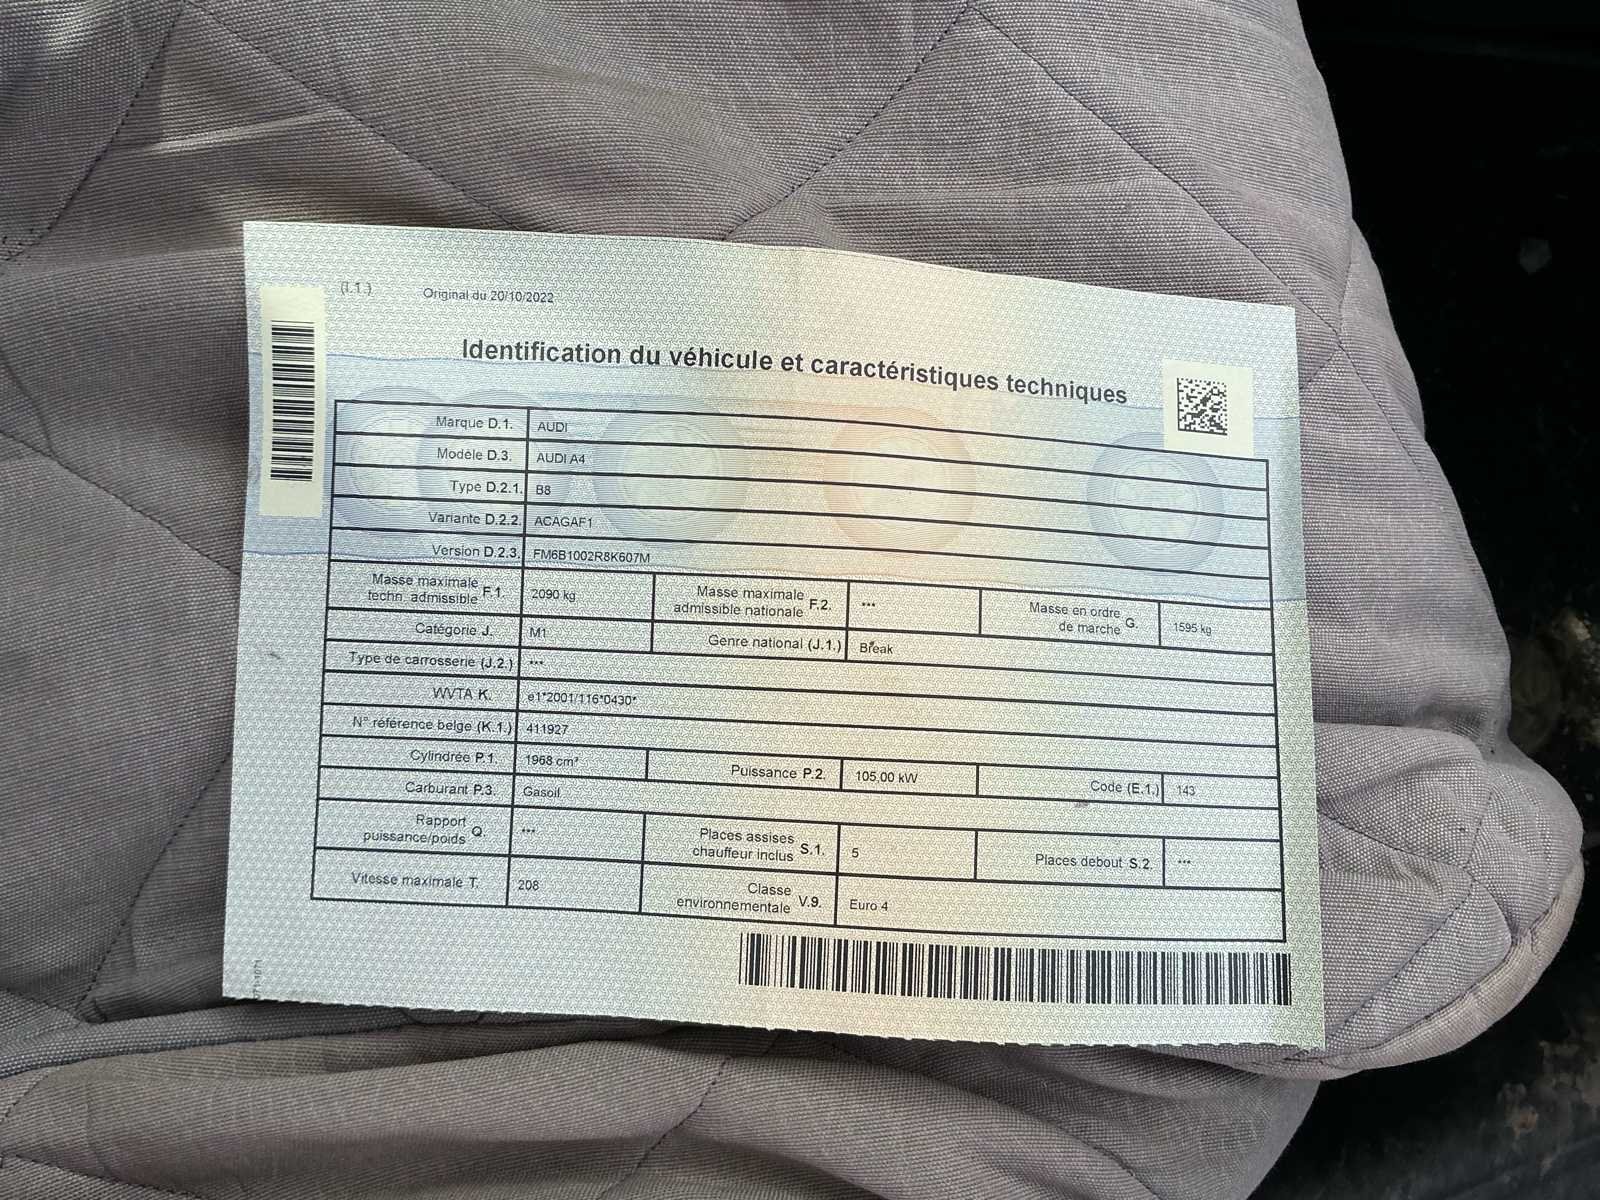 (I.1.) Original du 20/10/2022
Identification du véhicule et caractéristiques techniques
Marque D.1. AUDI
Modèle D.3. AUDI A4
Type D.2.1. B8
Variante D.2.2. ACAGAF1
Version D.2.3. FM6B1002R8K607M
Masse maximale techn. admissible F.1. 2090 kg Masse maximale admissible nationale F.2. *** Masse en ordre de marche G. 1595 kg
Catégorie J. M1 Genre national (J.1.) Break
Type de carrosserie (J.2.) ***
WVTA K. e1*2001/116*0430*
N° référence belge (K.1.) 411927
Cylindrée P.1. 1968 cm³ Puissance P.2. 105,00 kW Code (E.1.) 143
Carburant P.3. Gasoil
Rapport puissance/poids Q. *** Places assises chauffeur inclus S.1. 5 Places debout S.2. ***
Vitesse maximale T. 208 Classe environnementale V.9. Euro 4